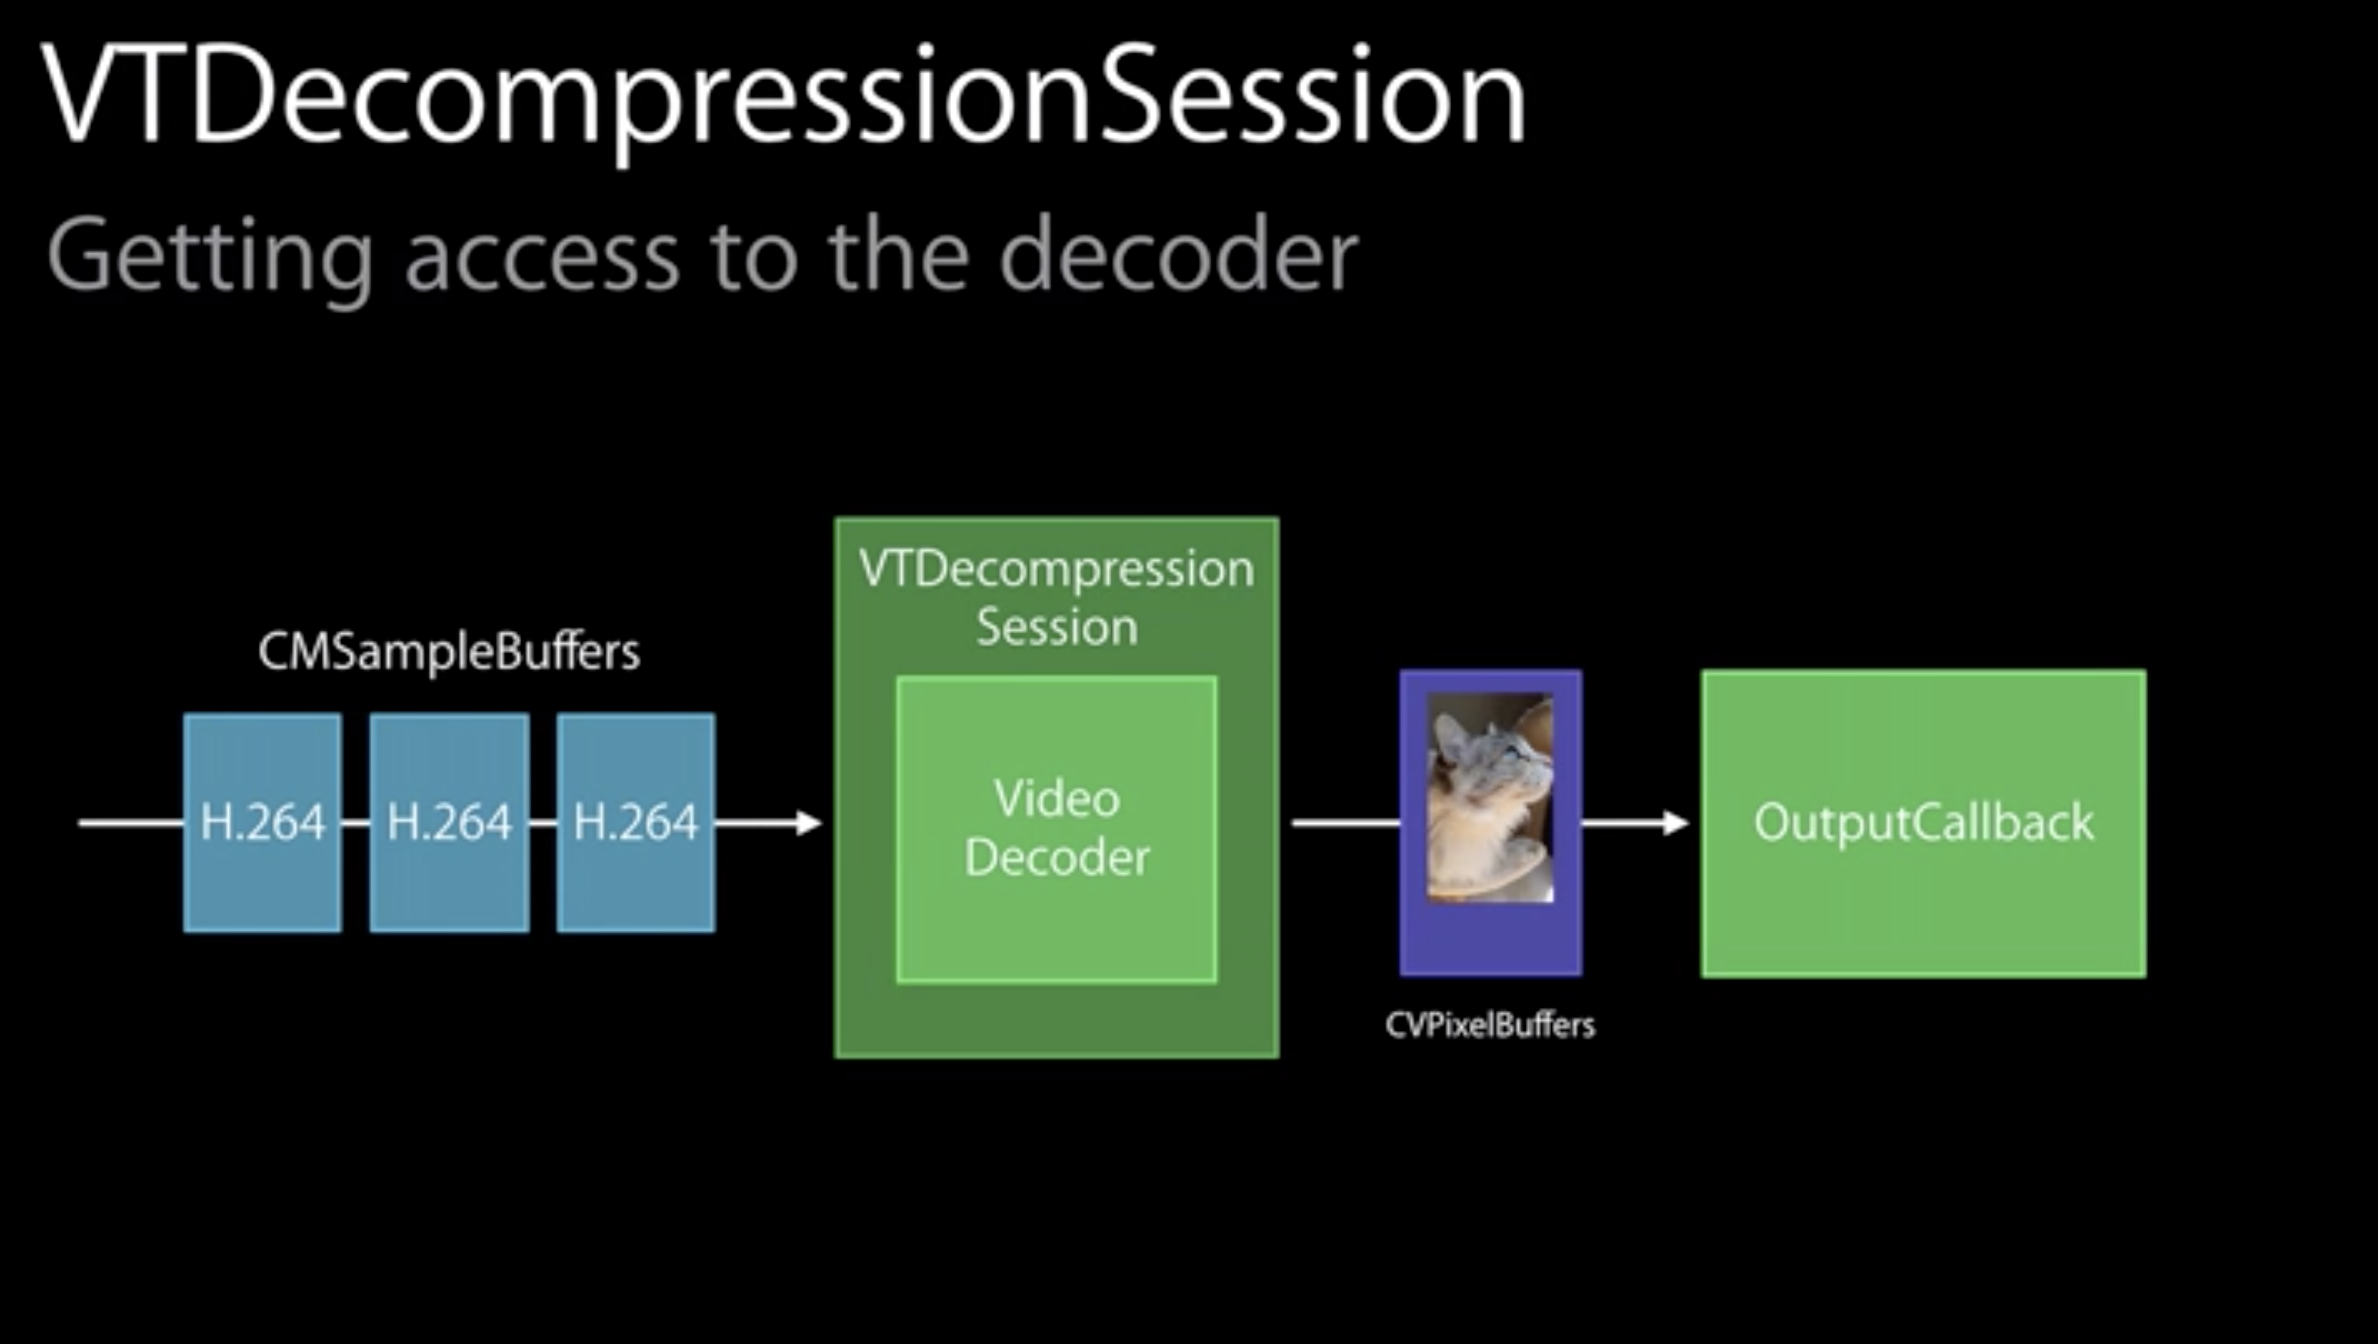 VTDecompressionSession
Getting access to the decoder
CMSampleBuffers
H.264
H.264
H.264
VTDecompression
Session
Video
Decoder
CVPixelBuffers
OutputCallback